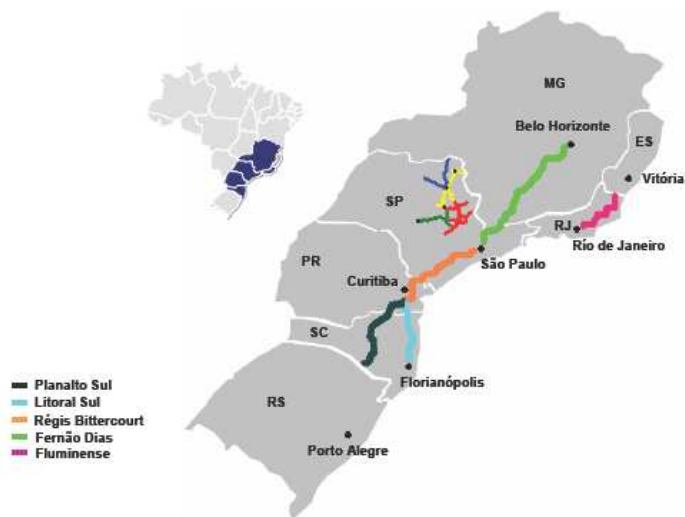 MG
Belo Horizonte
ES
Vitória
SP
RJ
Río de Janeiro
São Paulo
PR
Curitiba
SC
Florianópolis
RS
Porto Alegre
Planalto Sul
Litoral Sul
Régis Bittercourt
Fernão Dias
Fluminense